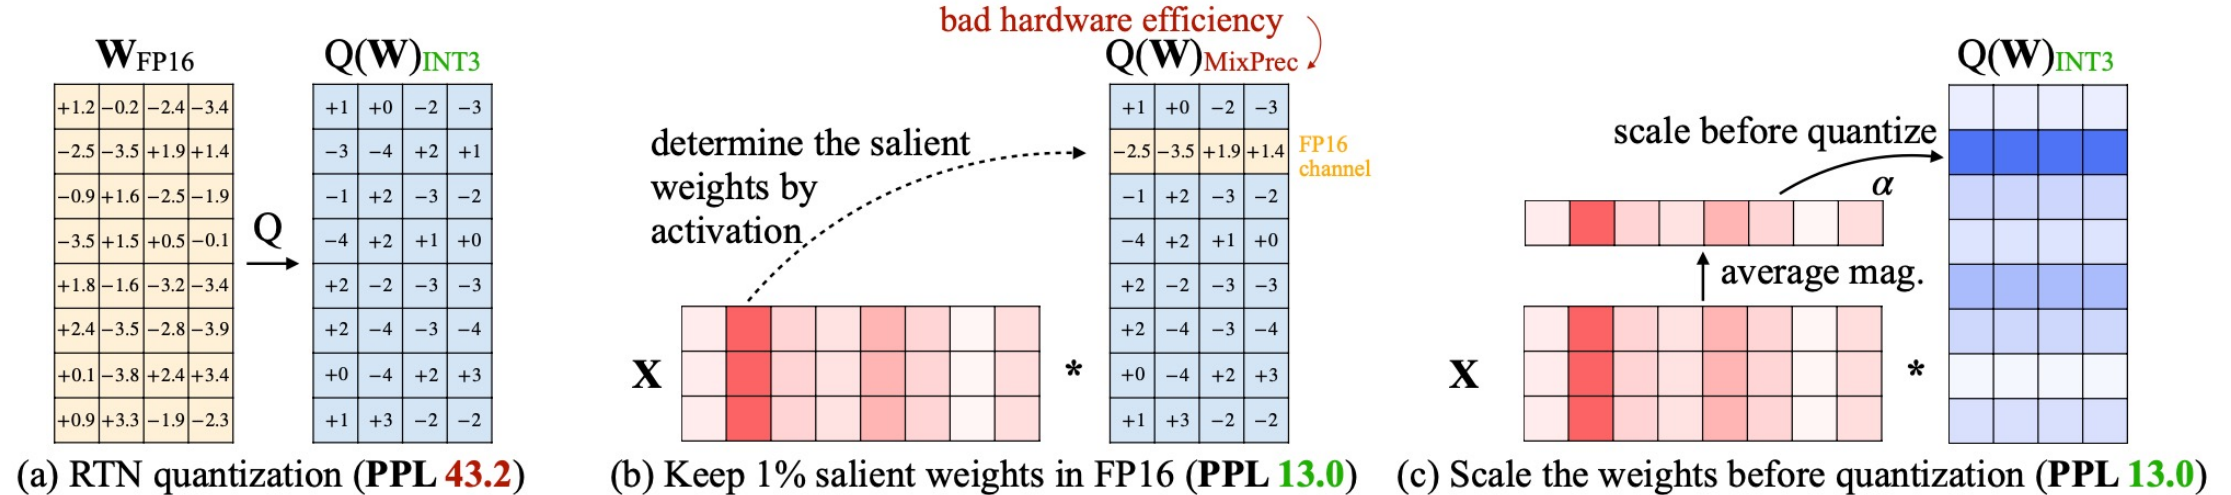 bad hardware efficiency
W_FP16
Q(W)_INT3
Q(W)_MixPrec
Q(W)_INT3
+1.2 −0.2 −2.4 −3.4
−2.5 −3.5 +1.9 +1.4
−0.9 +1.6 −2.5 −1.9
−3.5 +1.5 +0.5 −0.1
+1.8 −1.6 −3.2 −3.4
+2.4 −3.5 −2.8 −3.9
+0.1 −3.8 +2.4 +3.4
+0.9 +3.3 −1.9 −2.3
Q
+1 +0 −2 −3
−3 −4 +2 +1
−1 +2 −3 −2
−4 +2 +1 +0
+2 −2 −3 −3
+2 −4 −3 −4
+0 −4 +2 +3
+1 +3 −2 −2
(a) RTN quantization (PPL 43.2)
determine the salient
weights by
activation
X
*
+1 +0 −2 −3
−2.5 −3.5 +1.9 +1.4
−1 +2 −3 −2
−4 +2 +1 +0
+2 −2 −3 −3
+2 −4 −3 −4
+0 −4 +2 +3
+1 +3 −2 −2
FP16
channel
(b) Keep 1% salient weights in FP16 (PPL 13.0)
scale before quantize
α
average mag.
X
*
(c) Scale the weights before quantization (PPL 13.0)